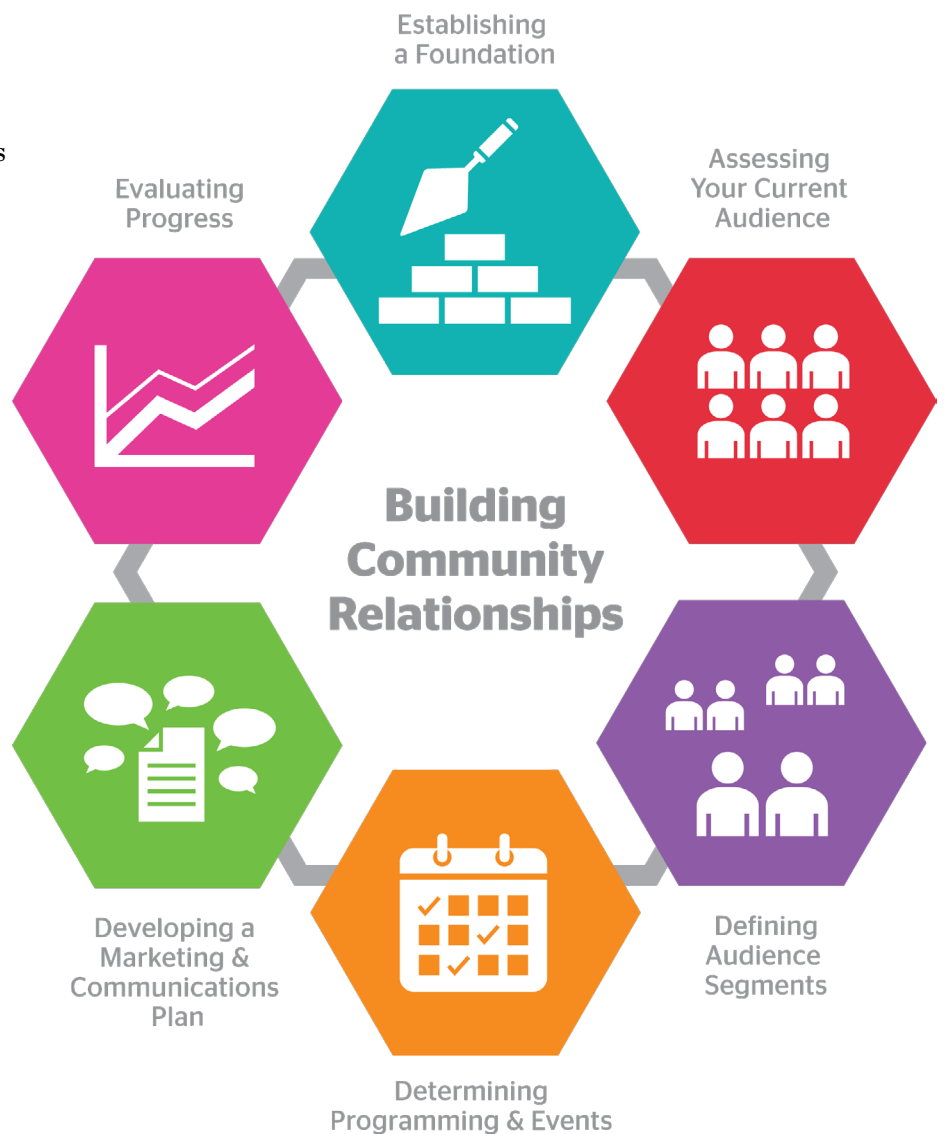 Establishing
a Foundation
s
Evaluating
Progress
Assessing
Your Current
Audience
Building
Community
Relationships
Developing a
Marketing &
Communications
Plan
Defining
Audience
Segments
Determining
Programming & Events